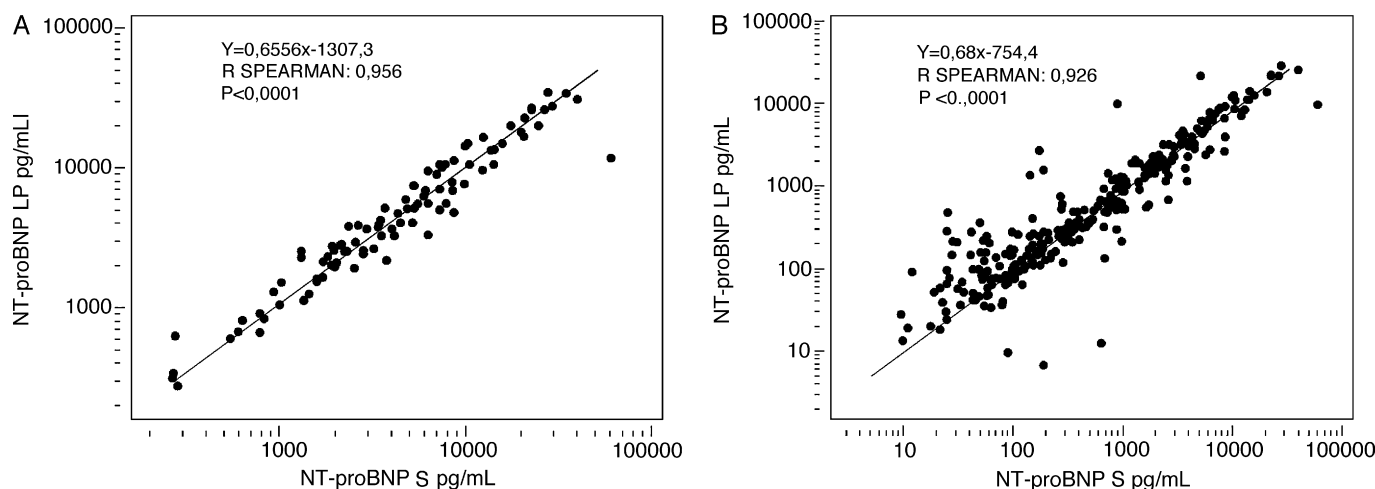 A
Y=0,6556x-1307,3
R SPEARMAN: 0,956
P<0,0001
NT-proBNP LP pg/mLl
100000
10000
1000
1000
10000
100000
NT-proBNP S pg/mL
B
Y=0,68x-754,4
R SPEARMAN: 0,926
P <0.,0001
NT-proBNP LP pg/mL
100000
10000
1000
100
10
10
100
1000
10000
100000
NT-proBNP S pg/mL